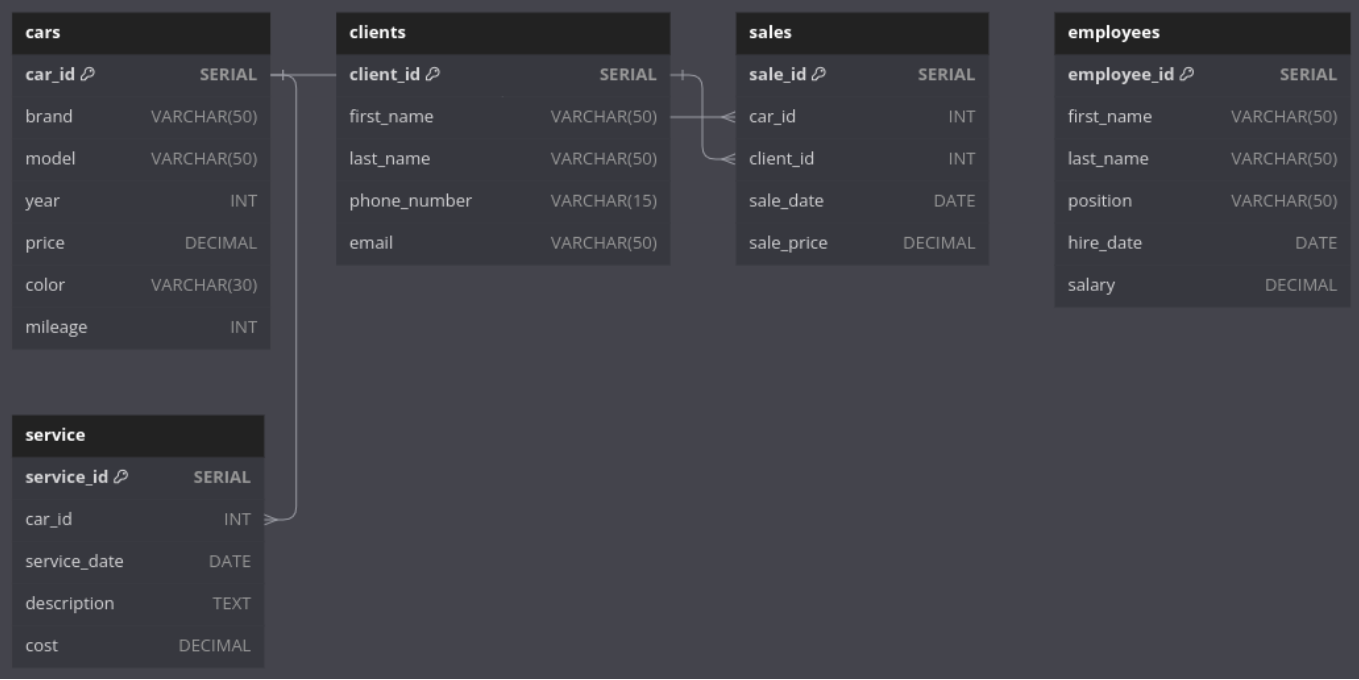 cars
car_id SERIAL
brand VARCHAR(50)
model VARCHAR(50)
year INT
price DECIMAL
color VARCHAR(30)
mileage INT
clients
client_id SERIAL
first_name VARCHAR(50)
last_name VARCHAR(50)
phone_number VARCHAR(15)
email VARCHAR(50)
sales
sale_id SERIAL
car_id INT
client_id INT
sale_date DATE
sale_price DECIMAL
employees
employee_id SERIAL
first_name VARCHAR(50)
last_name VARCHAR(50)
position VARCHAR(50)
hire_date DATE
salary DECIMAL
service
service_id SERIAL
car_id INT
service_date DATE
description TEXT
cost DECIMAL